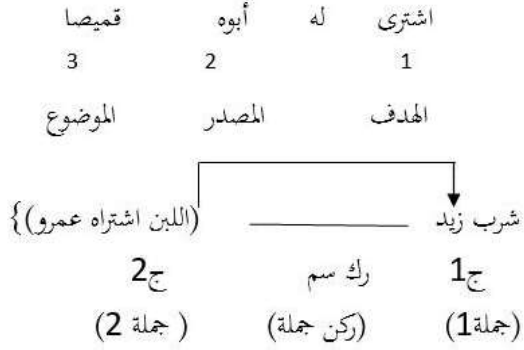 اشترى له أبوه قميصا
1 2 3
الهدف المصدر الموضوع
شرب زيد ــــــــــ (اللبن اشتراه عمرو)}
ج1 رك سم ج2
(جملة1) (ركن جملة) (جملة 2)